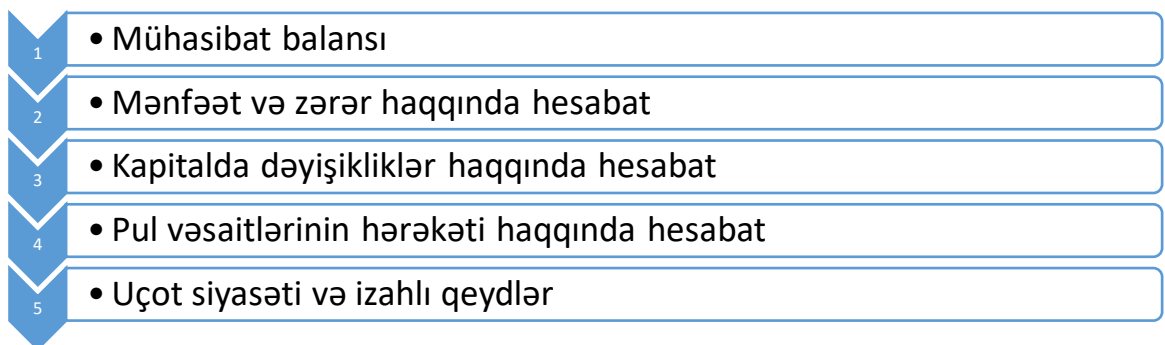 1 • Mühasibat balansı
2 • Mənfəət və zərər haqqında hesabat
3 • Kapitalda dəyişikliklər haqqında hesabat
4 • Pul vəsaitlərinin hərəkəti haqqında hesabat
5 • Uçot siyasəti və izahlı qeydlər